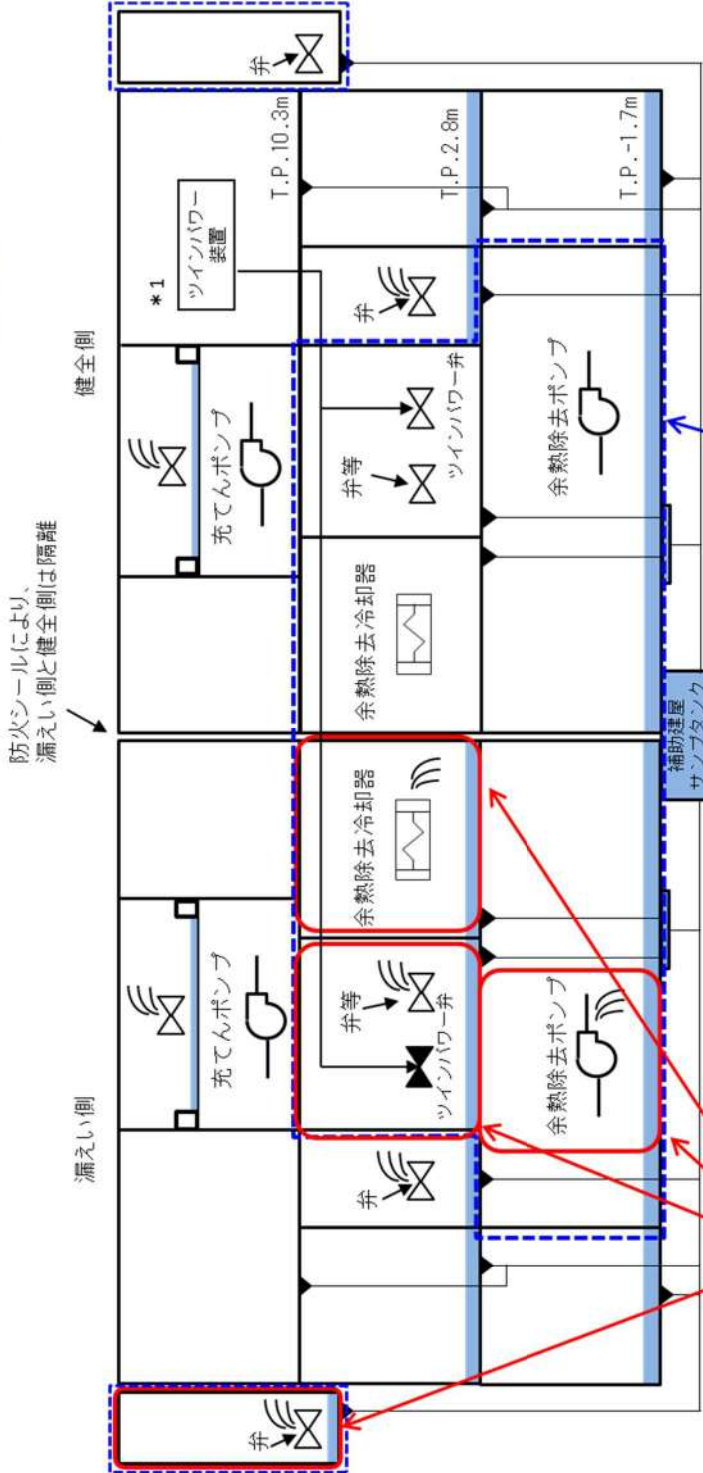 防火シールにより、
漏えい側と健全側は隔離
漏えい側
健全側
弁
充てんポンプ
充てんポンプ
*1
ツインパワー
装置
T.P.10.3m
弁
弁
弁等
ツインパワー弁
余熱除去冷却器
余熱除去冷却器
弁等
ツインパワー弁
弁
T.P.2.8m
余熱除去ポンプ
余熱除去ポンプ
T.P.-1.7m
補助建屋
サンプタンク